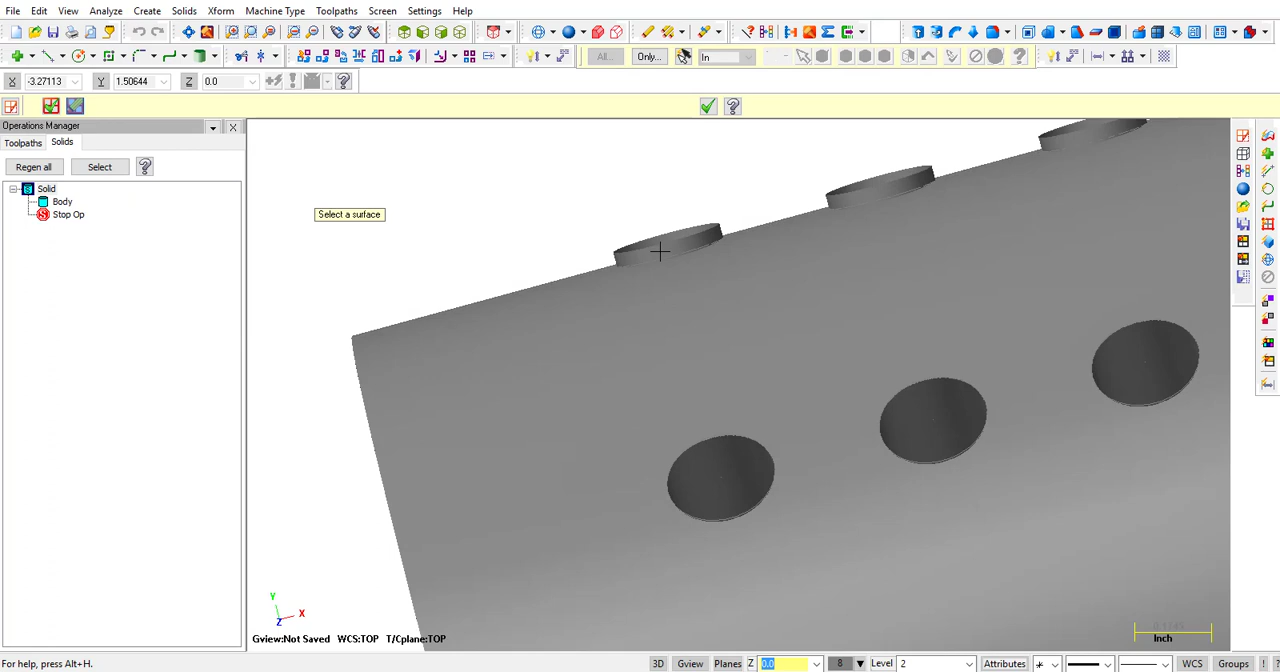 File Edit View Analyze Create Solids Xform Machine Type Toolpaths Screen Settings Help
All... Only... In
X -3.27113 Y 1.50644 Z 0.0
Operations Manager
Toolpaths Solids
Regen all Select
Solid
Body
Stop Op
Select a surface
Y
X
Z
Gview:Not Saved WCS:TOP T/Cplane:TOP
Inch
For help, press Alt+H.
3D Gview Planes Z 0.0 8 Level 2 Attributes WCS Groups ! ?